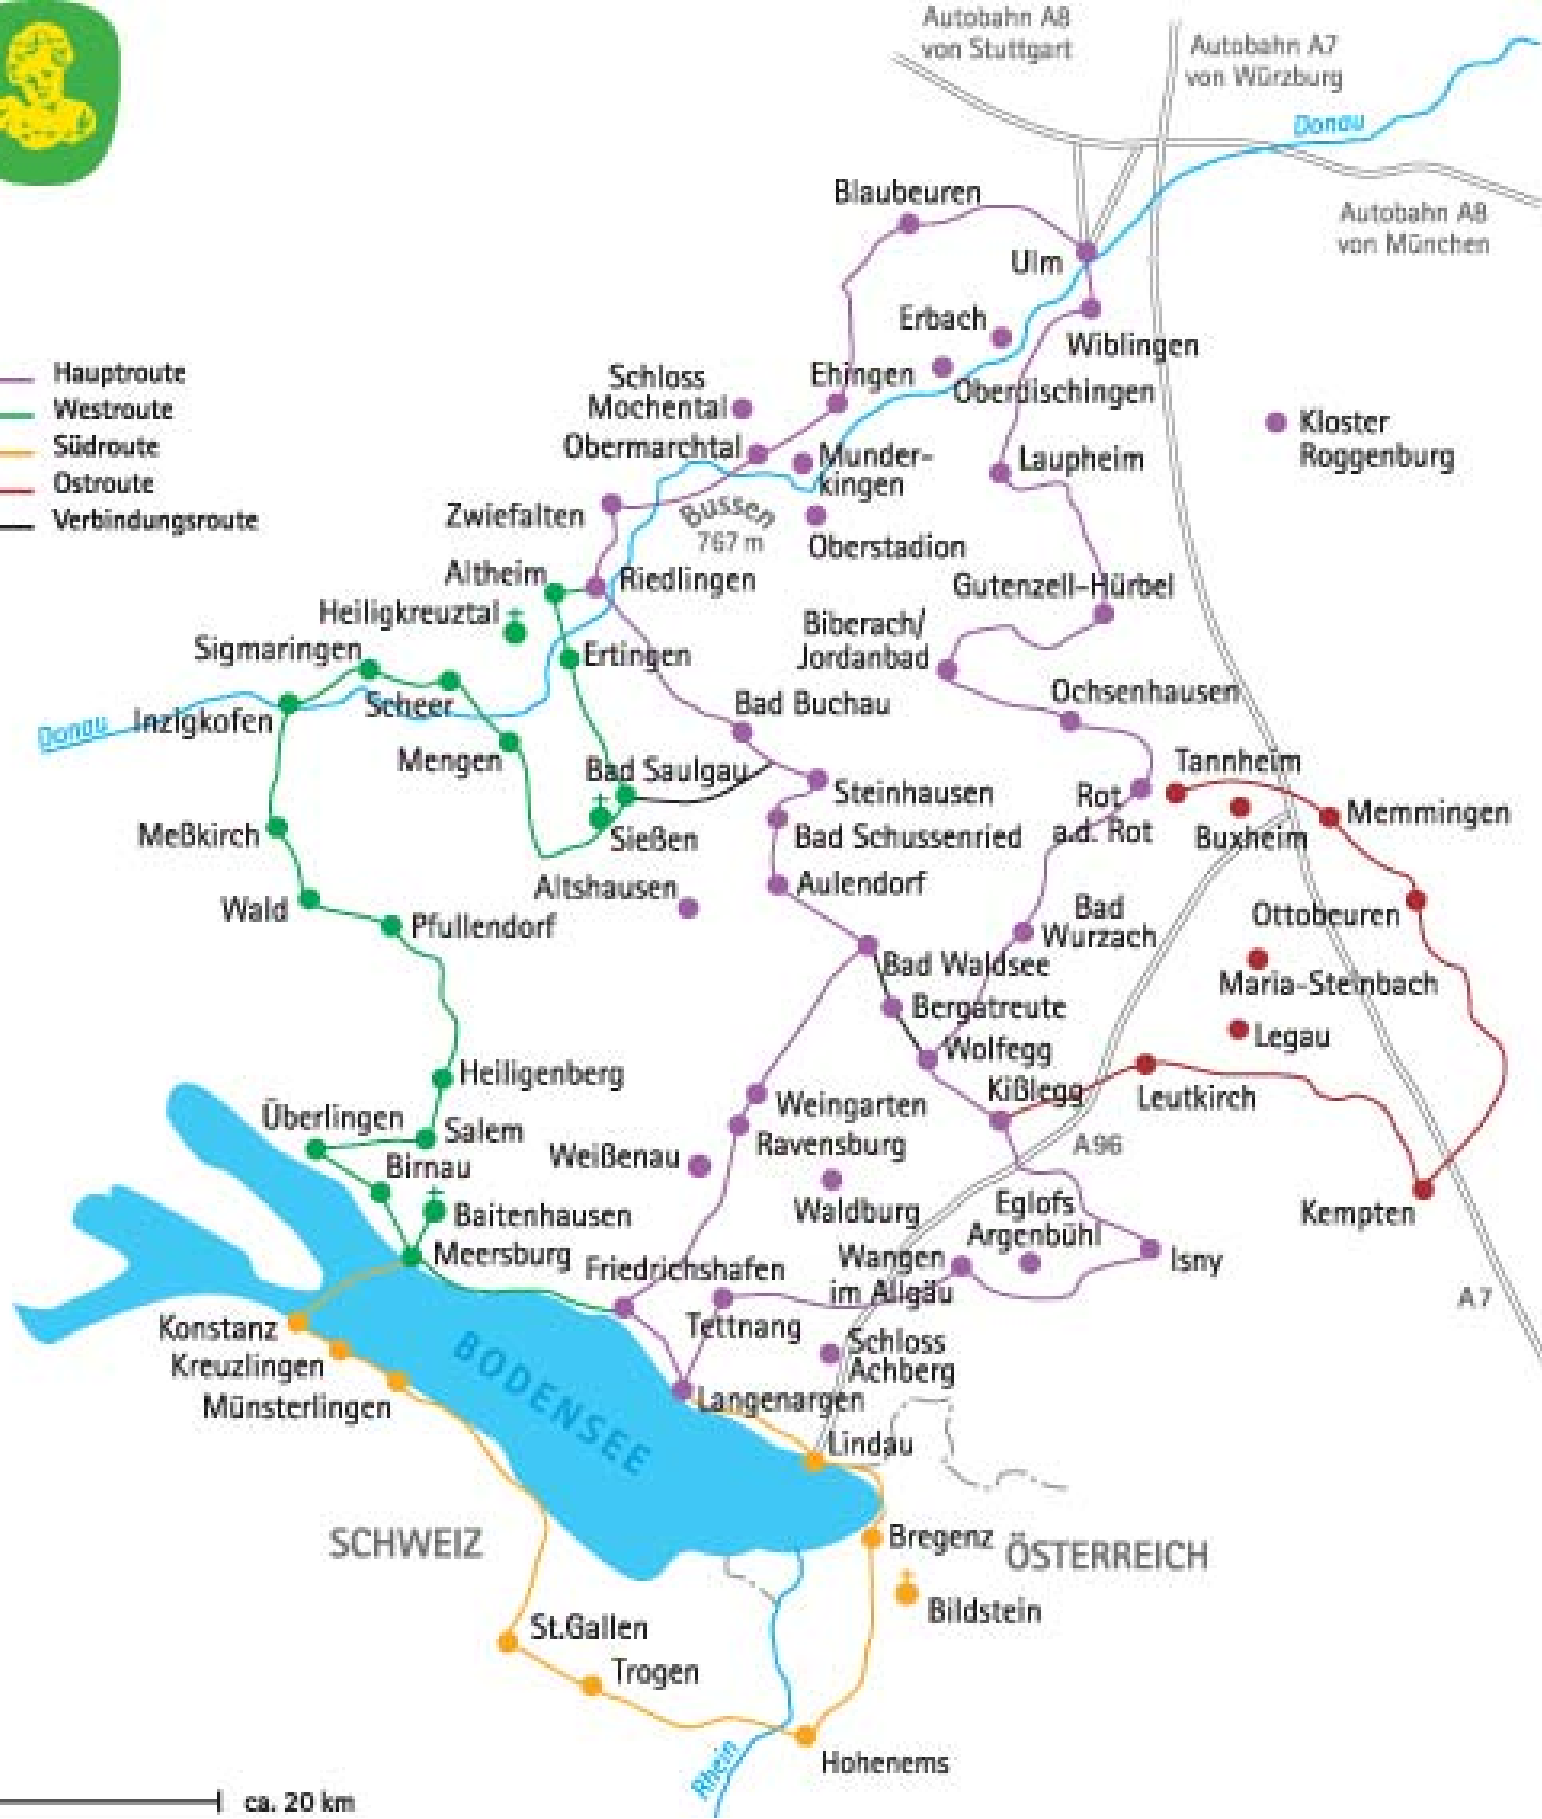 Autobahn A8
von Stuttgart
Autobahn A7
von Würzburg
Donau
Autobahn A8
von München
Blaubeuren
Ulm
Erbach
Wiblingen
Hauptroute
Westroute
Südroute
Ostroute
Verbindungsroute
Schloss
Mochental
Ehingen
Oberdischingen
Kloster
Roggenburg
Obermarchtal
Munder-
kingen
Laupheim
Zwiefalten
Bussen
767 m
Oberstadion
Altheim
Riedlingen
Gutenzell-Hürbel
Heiligkreuztal
Biberach/
Jordanbad
Sigmaringen
Ertingen
Ochsenhausen
Scheer
Bad Buchau
Donau
Inzigkofen
Mengen
Bad Saulgau
Tannheim
Steinhausen
Rot
a.d. Rot
Memmingen
Meßkirch
Sießen
Bad Schussenried
Buxheim
Altshausen
Aulendorf
Wald
Pfullendorf
Bad
Wurzach
Ottobeuren
Bad Waldsee
Maria-Steinbach
Bergatreute
Legau
Wolfegg
Heiligenberg
Kißlegg
Leutkirch
Überlingen
Salem
Weingarten
Ravensburg
A96
Birnau
Weißenau
Waldburg
Eglofs
Argenbühl
Kempten
Baitenhausen
Meersburg
Friedrichshafen
Wangen
im Allgäu
Isny
A7
Konstanz
Kreuzlingen
Münsterlingen
BODENSEE
Tettnang
Schloss
Achberg
Langenargen
Lindau
SCHWEIZ
Bregenz
ÖSTERREICH
Bildstein
St.Gallen
Trogen
Rhein
Hohenems
ca. 20 km